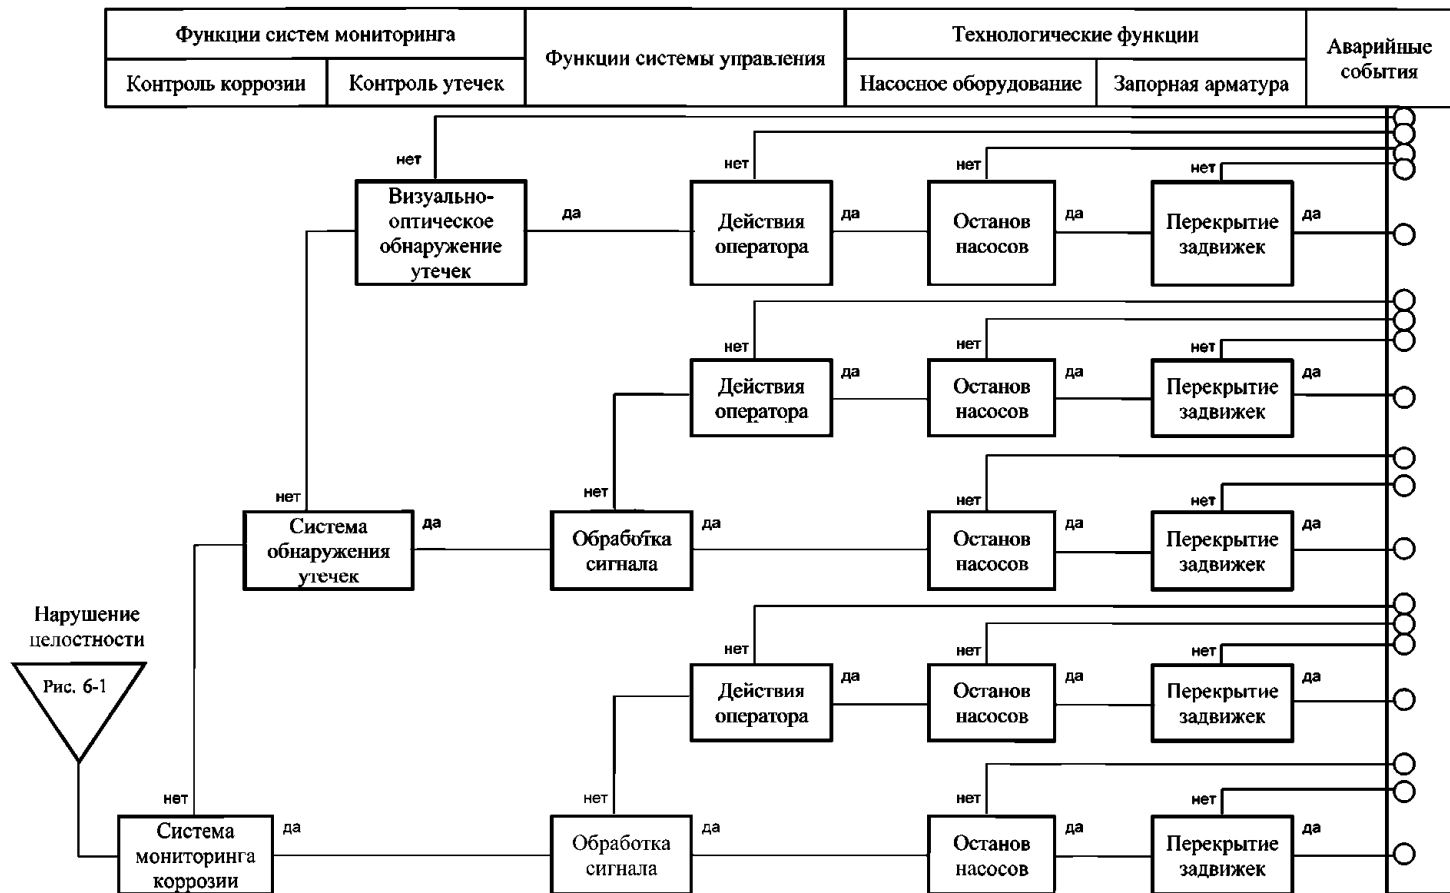 Функции систем мониторинга
Функции системы управления
Технологические функции
Аварийные
события
Контроль коррозии
Контроль утечек
Насосное оборудование
Запорная арматура
нет
нет
нет
нет
Визуально-
оптическое
обнаружение
утечек
да
Действия
оператора
да
Останов
насосов
да
Перекрытие
задвижек
да
нет
нет
нет
Действия
оператора
да
Останов
насосов
да
Перекрытие
задвижек
да
нет
нет
нет
нет
Система
обнаружения
утечек
да
Обработка
сигнала
да
Останов
насосов
да
Перекрытие
задвижек
да
Нарушение
целостности
Рис. 6-1
нет
нет
нет
Действия
оператора
да
Останов
насосов
да
Перекрытие
задвижек
да
нет
нет
нет
нет
Система
мониторинга
коррозии
да
Обработка
сигнала
да
Останов
насосов
да
Перекрытие
задвижек
да